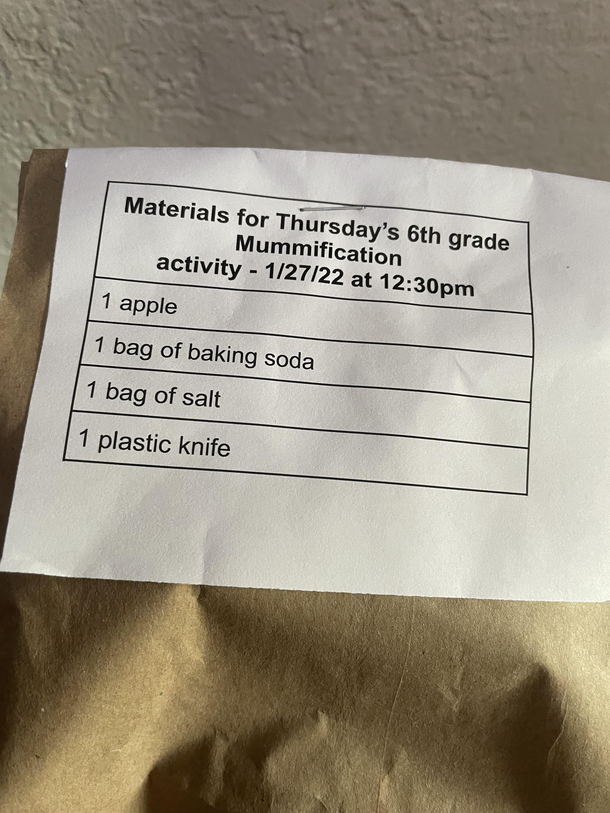 Materials for Thursday’s 6th grade
Mummification
activity - 1/27/22 at 12:30pm
1 apple
1 bag of baking soda
1 bag of salt
1 plastic knife